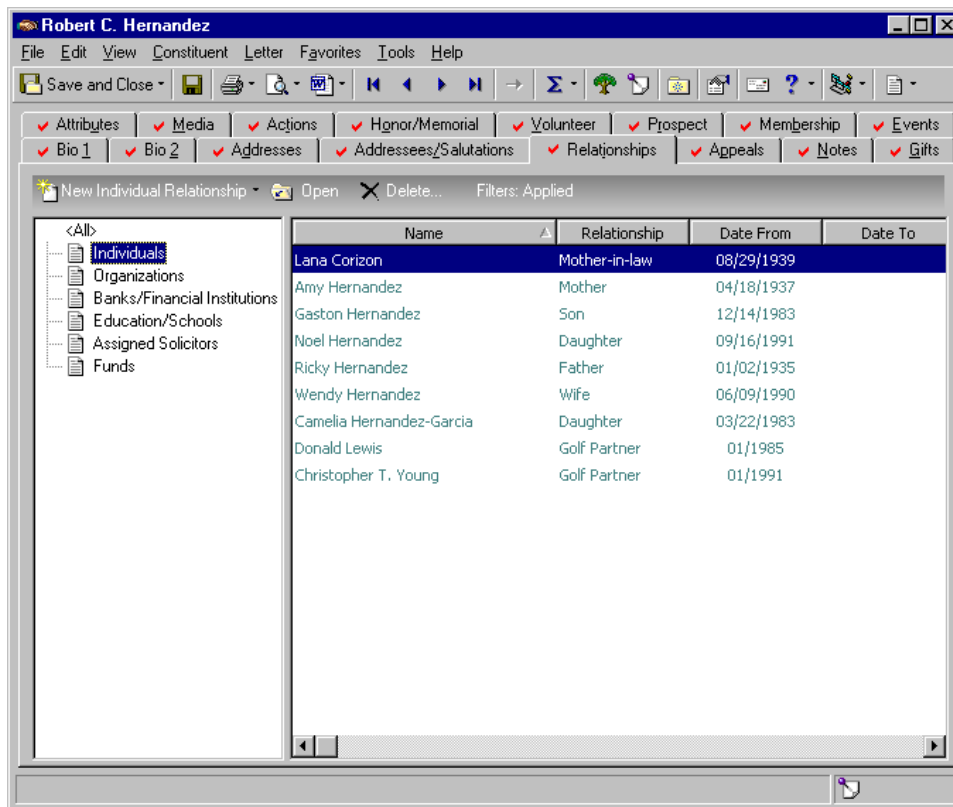 Robert C. Hernandez
File Edit View Constituent Letter Favorites Tools Help
Save and Close
Attributes Media Actions Honor/Memorial Volunteer Prospect Membership Events
Bio 1 Bio 2 Addresses Addressees/Salutations Relationships Appeals Notes Gifts
New Individual Relationship Open Delete... Filters: Applied
<All>
Individuals
Organizations
Banks/Financial Institutions
Education/Schools
Assigned Solicitors
Funds
Name Relationship Date From Date To
Lana Corizon Mother-in-law 08/29/1939
Amy Hernandez Mother 04/18/1937
Gaston Hernandez Son 12/14/1983
Noel Hernandez Daughter 09/16/1991
Ricky Hernandez Father 01/02/1935
Wendy Hernandez Wife 06/09/1990
Camelia Hernandez-Garcia Daughter 03/22/1983
Donald Lewis Golf Partner 01/1985
Christopher T. Young Golf Partner 01/1991